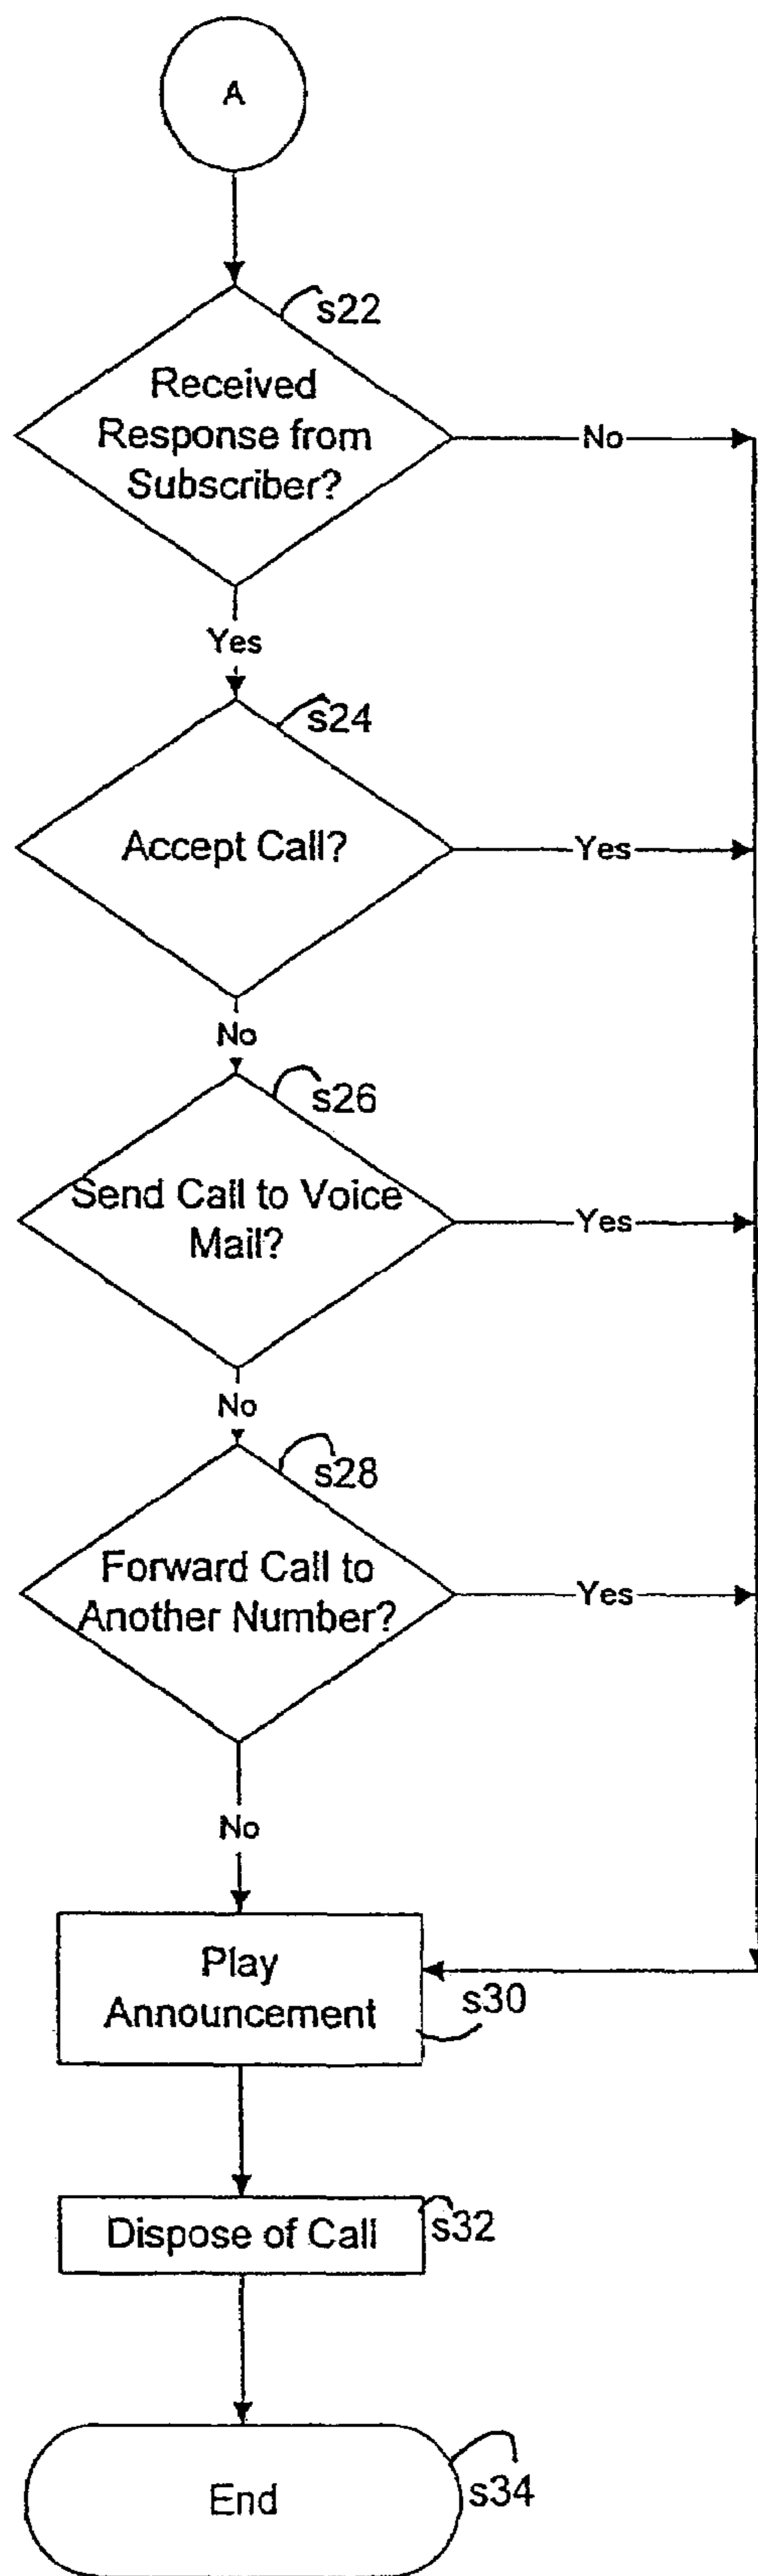 A
s22
Received
Response from
Subscriber?
No
Yes
s24
Accept Call?
Yes
No
s26
Send Call to Voice
Mail?
Yes
No
s28
Forward Call to
Another Number?
Yes
No
Play
Announcement
s30
Dispose of Call
s32
End
s34